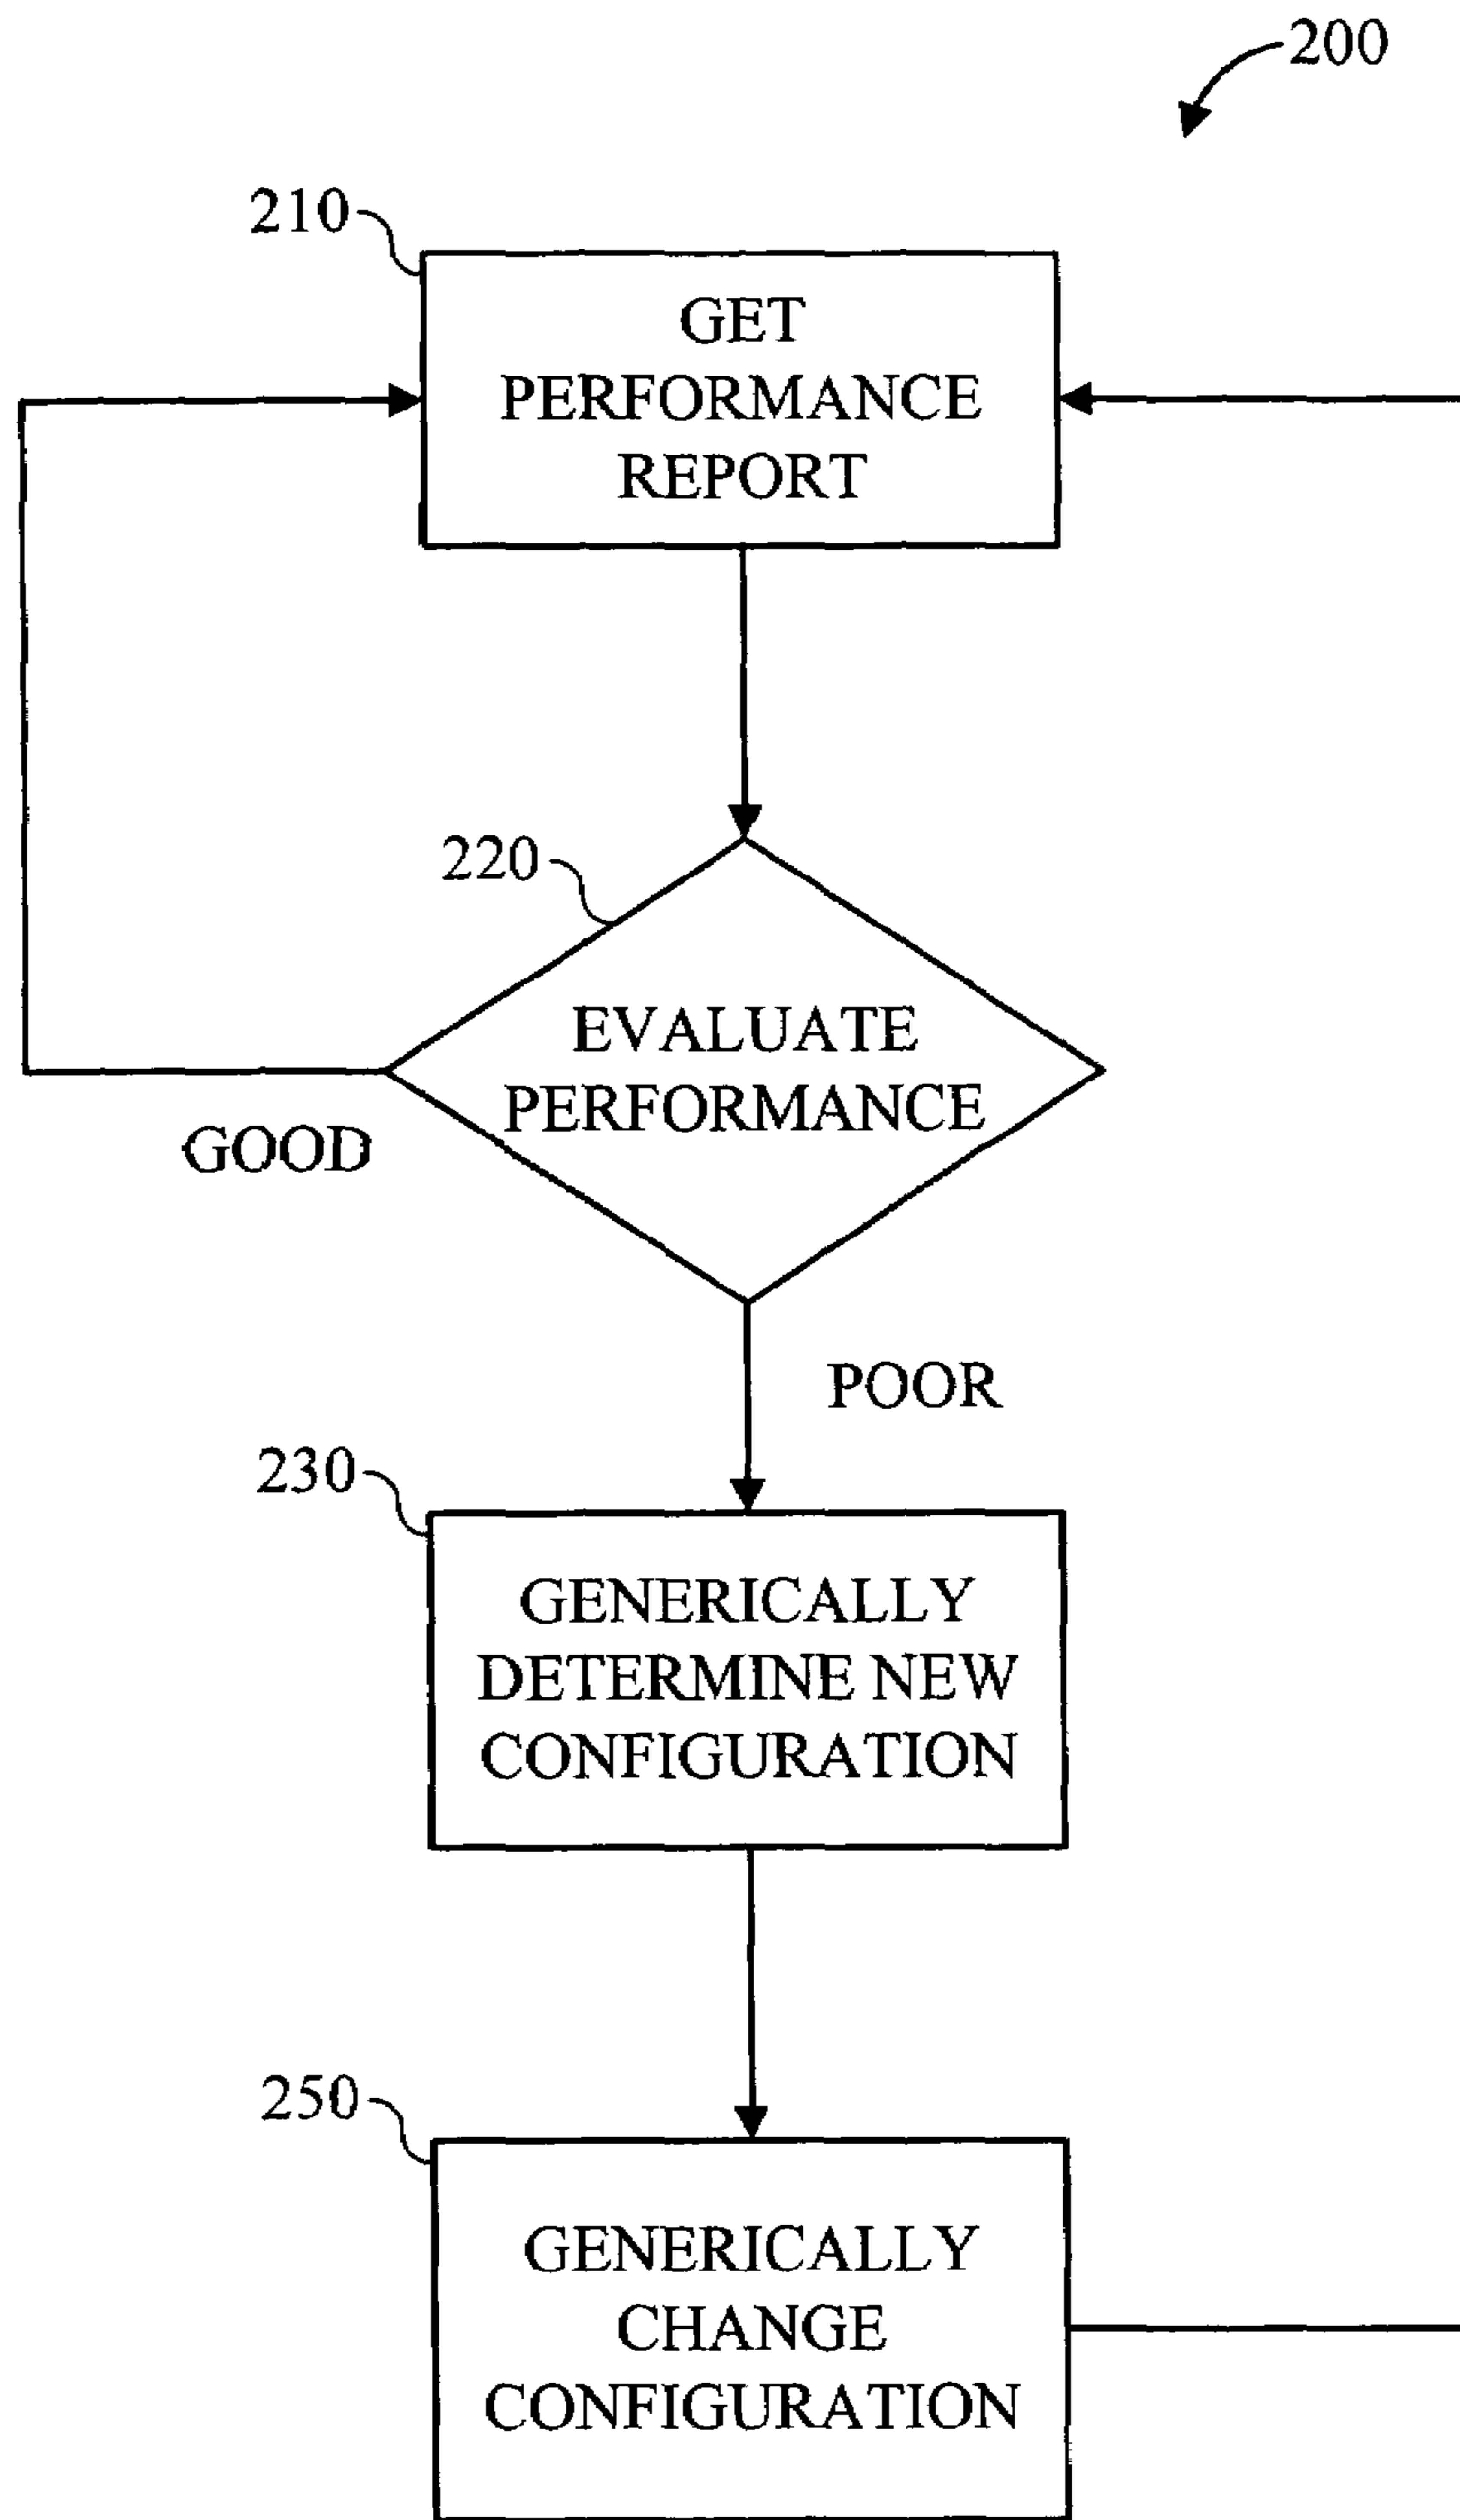 200
210
GET
PERFORMANCE
REPORT
220
EVALUATE
PERFORMANCE
GOOD
POOR
230
GENERICALLY
DETERMINE NEW
CONFIGURATION
250
GENERICALLY
CHANGE
CONFIGURATION